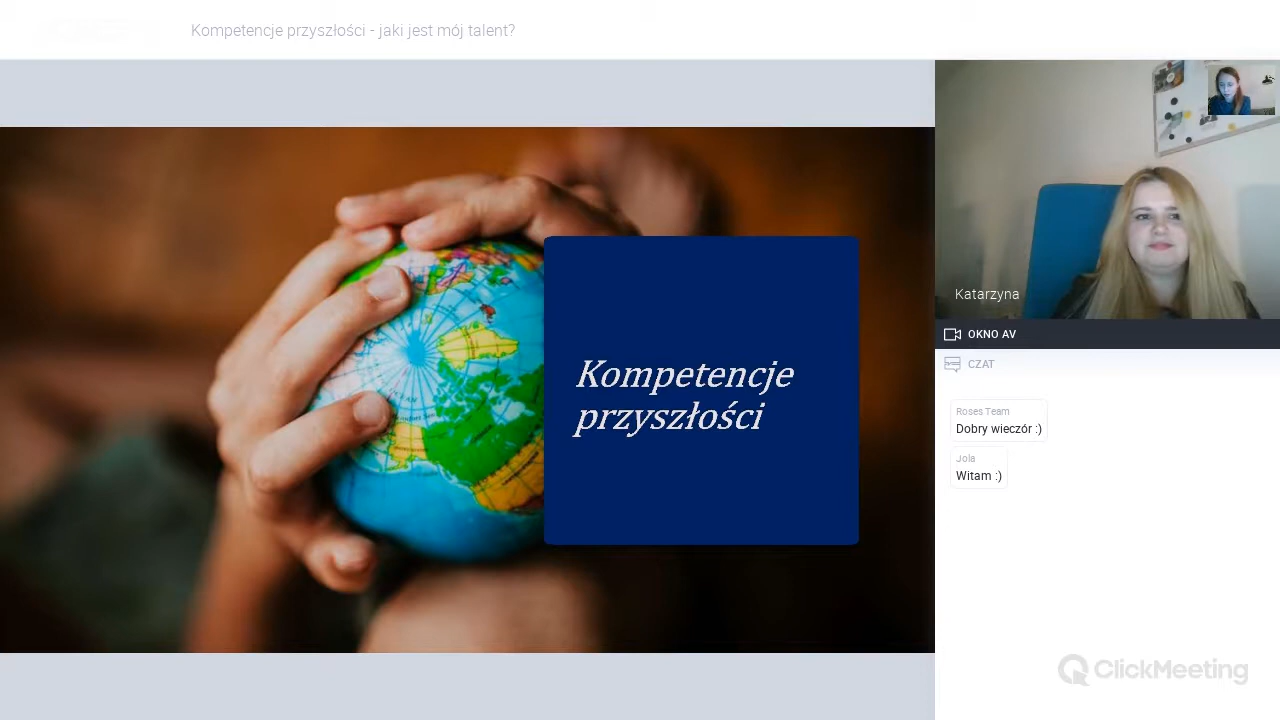 Kompetencje przyszłości - jaki jest mój talent?
Kompetencje
przyszłości
Katarzyna
OKNO AV
CZAT
Roses Team
Dobry wieczór :)
Jola
Witam :)
ClickMeeting